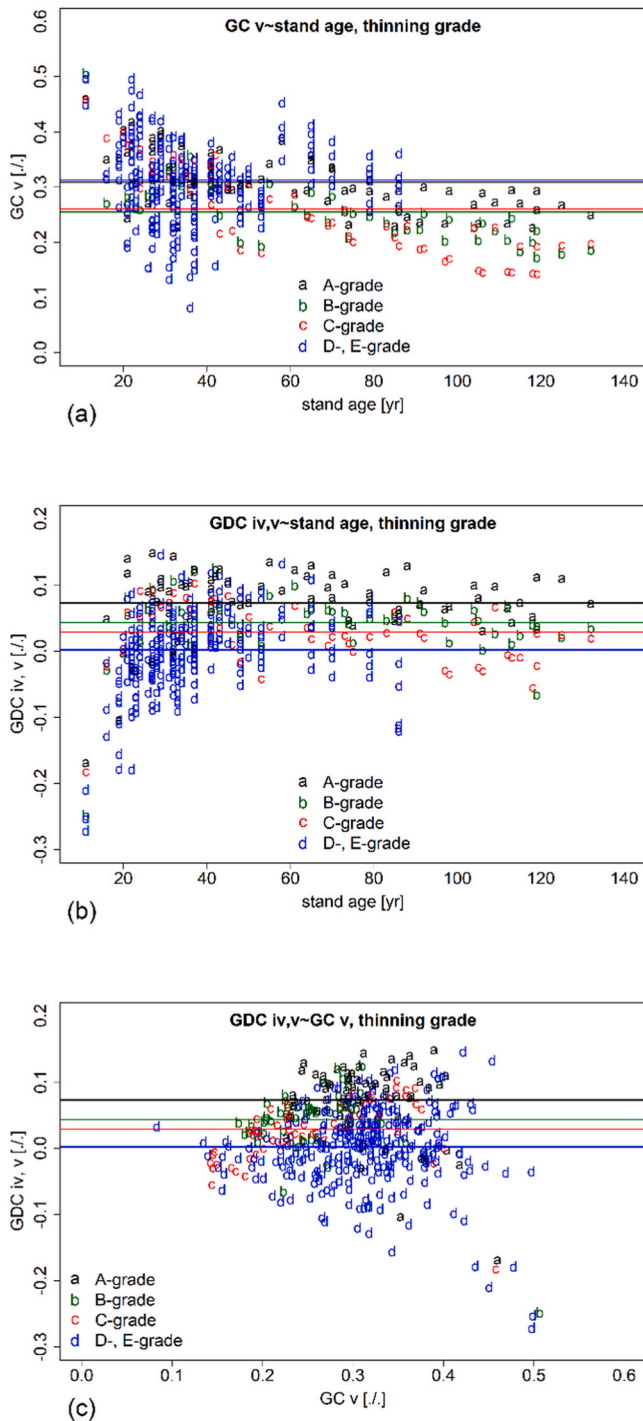 GC v~stand age, thinning grade
0.6
0.5
0.4
0.3
0.2
0.1
0.0
GC v [./.]
a A-grade
b B-grade
c C-grade
d D-, E-grade
20 40 60 80 100 120 140
stand age [yr]
(a)
GDC iv,v~stand age, thinning grade
0.2
0.1
0.0
-0.1
-0.2
-0.3
GDC iv, v [./.]
a A-grade
b B-grade
c C-grade
d D-, E-grade
20 40 60 80 100 120 140
stand age [yr]
(b)
GDC iv,v~GC v, thinning grade
0.2
0.1
0.0
-0.1
-0.2
-0.3
GDC iv, v [./.]
a A-grade
b B-grade
c C-grade
d D-, E-grade
0.0 0.1 0.2 0.3 0.4 0.5 0.6
GC v [./.]
(c)